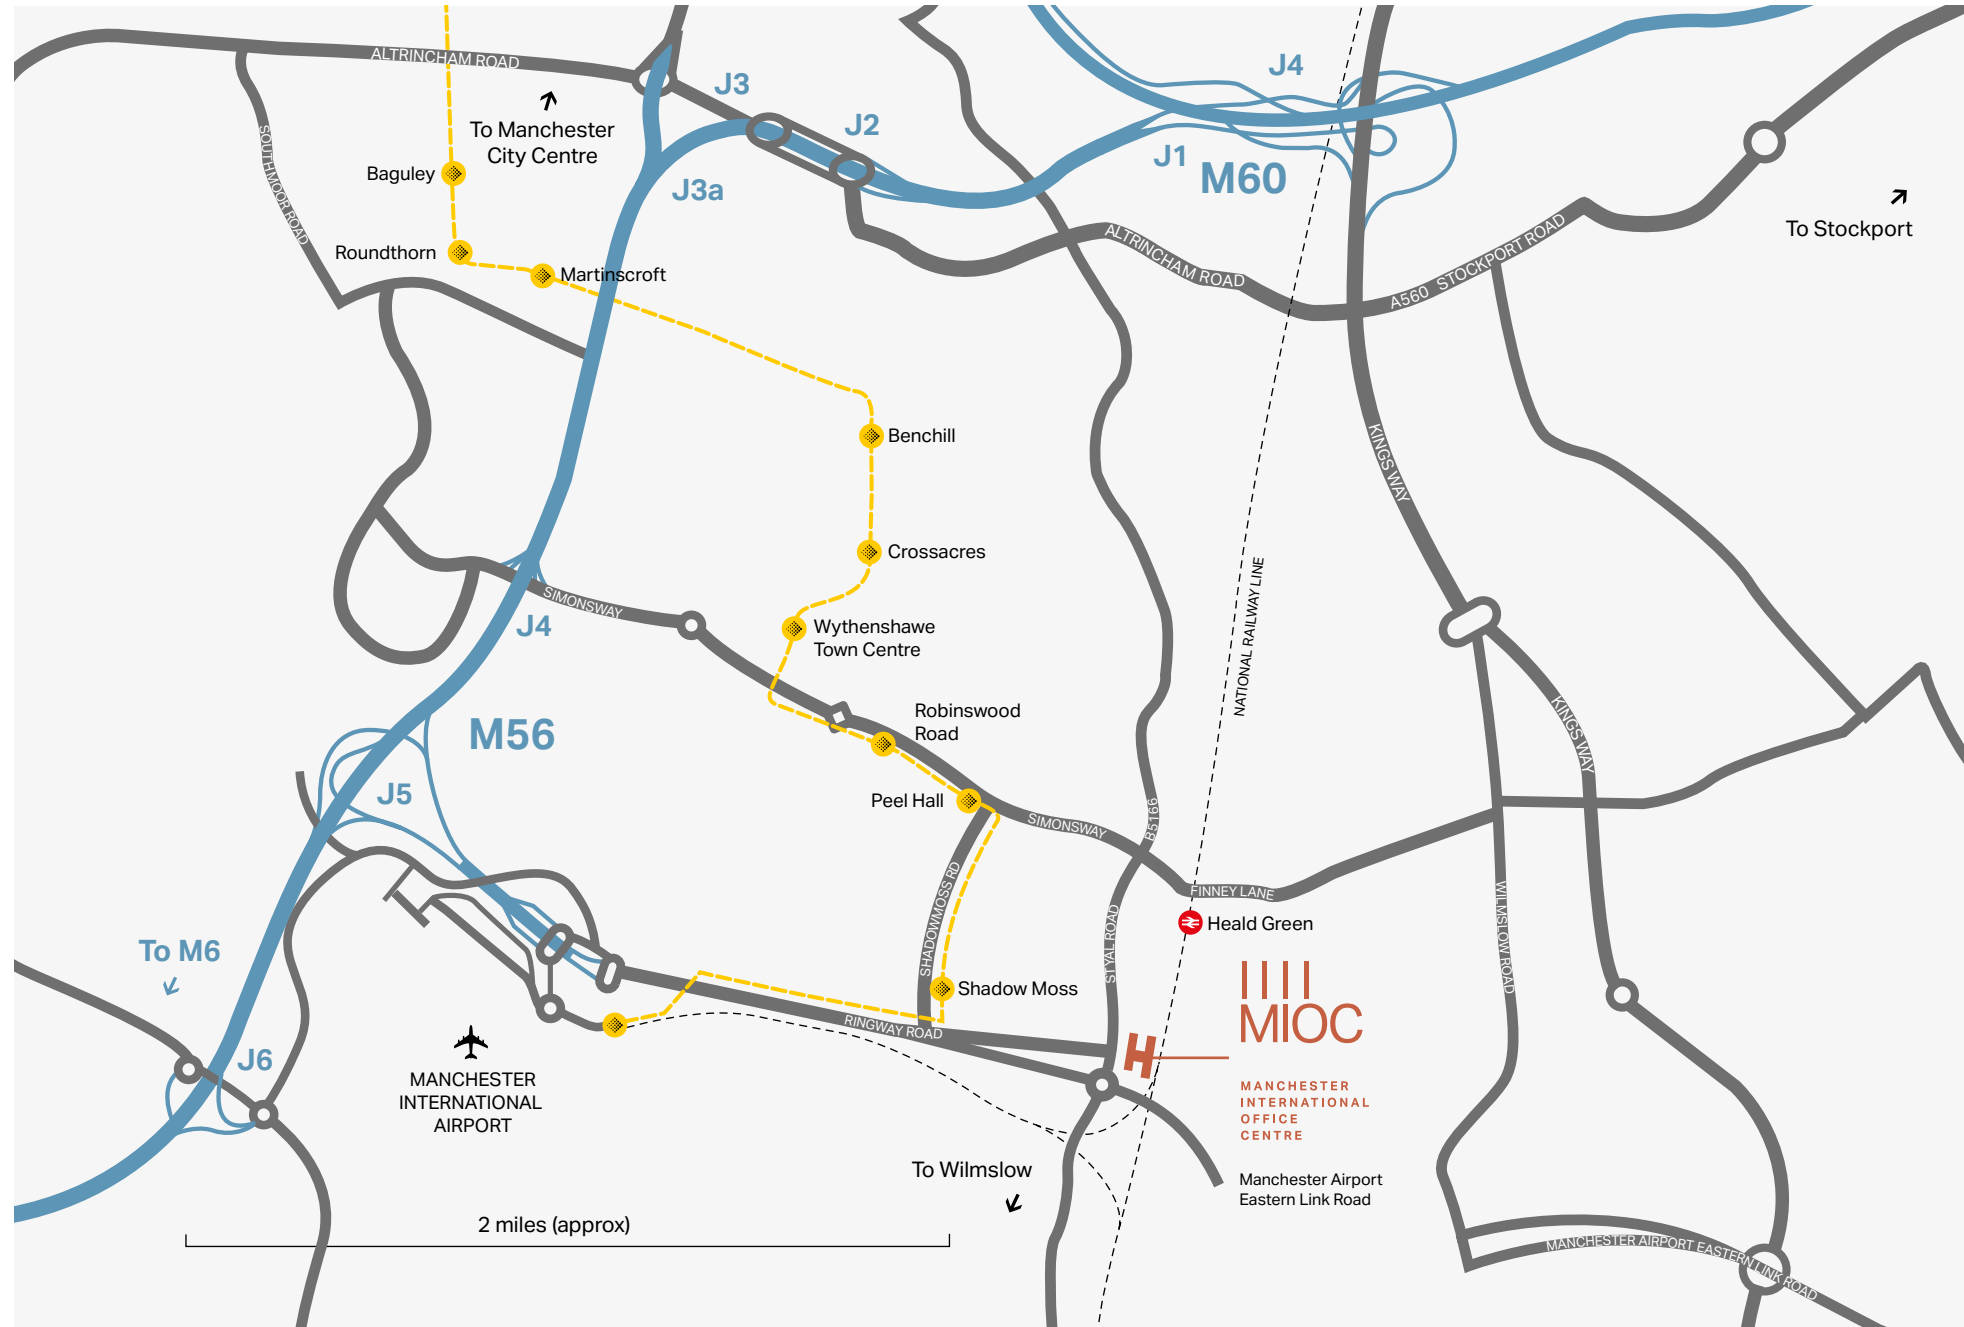 ALTRINCHAM ROAD
J3
J4
To Manchester
City Centre
J2
SOUTHMOOR ROAD
J1
M60
Baguley
J3a
To Stockport
Roundthorn
Martinscroft
ALTRINCHAM ROAD
A560 STOCKPORT ROAD
Benchill
KINGS WAY
Crossacres
SIMONSWAY
J4
Wythenshawe
Town Centre
NATIONAL RAILWAY LINE
M56
Robinswood
Road
KINGS WAY
J5
Peel Hall
SIMONSWAY
B5166
FINNEY LANE
SHADOWMOSS RD
STYAL ROAD
Heald Green
WILMSLOW ROAD
To M6
Shadow Moss
MIOC
RINGWAY ROAD
J6
MANCHESTER
INTERNATIONAL
AIRPORT
MANCHESTER
INTERNATIONAL
OFFICE
CENTRE
To Wilmslow
Manchester Airport
Eastern Link Road
2 miles (approx)
MANCHESTER AIRPORT EASTERN LINK ROAD